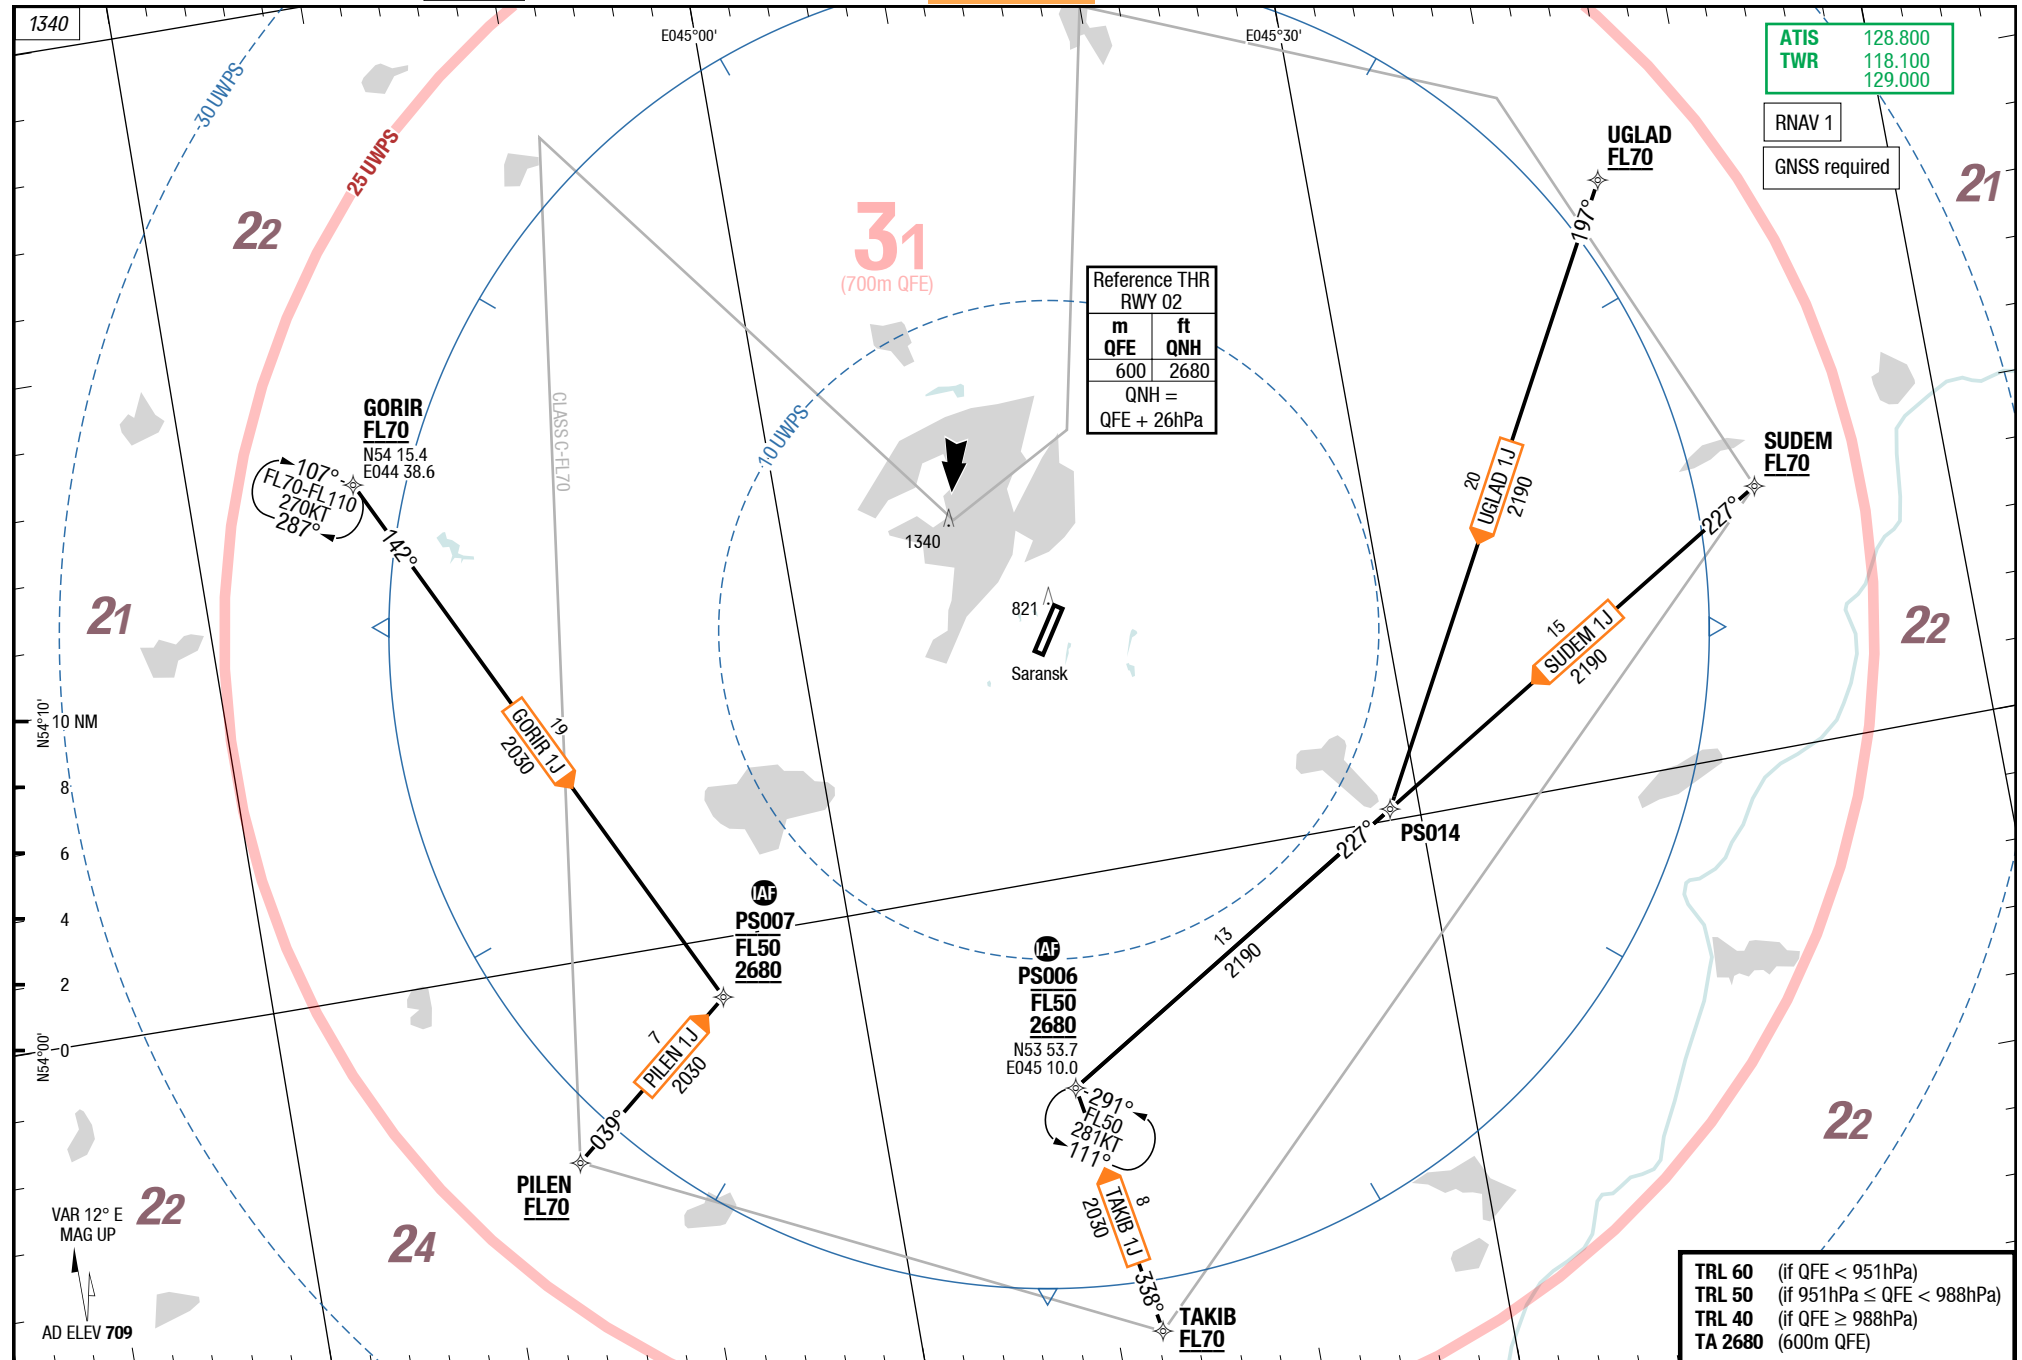 1340
E045°00'
E045°30'
ATIS 128.800
TWR 118.100
129.000
RNAV 1
GNSS required
30 UWPS
25 UWPS
UGLAD
FL70
197°
21
22
31
(700m QFE)
Reference THR
RWY 02
m ft
QFE QNH
600 2680
QNH =
QFE + 26hPa
GORIR
FL70
N54 15.4
E044 38.6
107°
FL70-FL110
270KT
287°
142°
CLASS C-FL70
10 UWPS
20
UGLAD 1J
2190
SUDEM
FL70
227°
1340
821
Saransk
15
SUDEM 1J
2190
21
22
N54°10'
10 NM
8
6
4
2
0
N54°00'
19
GORIR 1J
2030
PS014
227°
13
2190
IAF
PS007
FL50
2680
IAF
PS006
FL50
2680
N53 53.7
E045 10.0
291°
FL50
281KT
111°
7
PILEN 1J
2030
039°
PILEN
FL70
8
TAKIB 1J
2030
338°
TAKIB
FL70
22
22
24
VAR 12° E
MAG UP
AD ELEV 709
TRL 60 (if QFE < 951hPa)
TRL 50 (if 951hPa ≤ QFE < 988hPa)
TRL 40 (if QFE ≥ 988hPa)
TA 2680 (600m QFE)